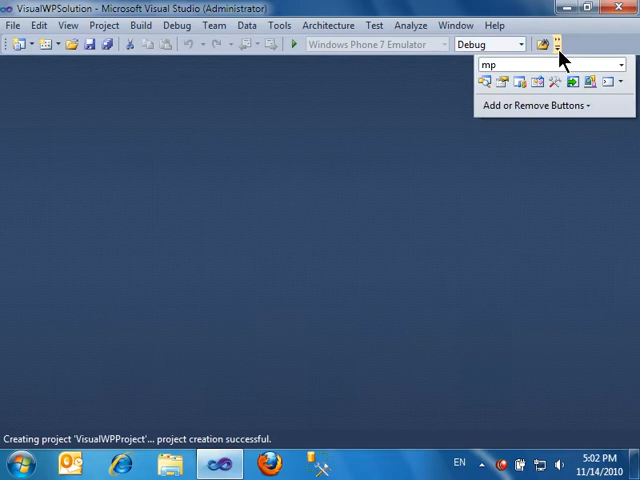 VisualWPSolution - Microsoft Visual Studio (Administrator)
File Edit View Project Build Debug Team Data Tools Architecture Test Analyze Window Help
Windows Phone 7 Emulator Debug
mp
Add or Remove Buttons
Creating project 'VisualWPProject'... project creation successful.
EN 5:02 PM
11/14/2010